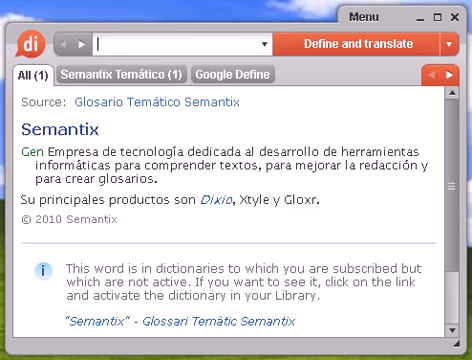 Menu
di
Define and translate
All (1)
Semantix Temático (1)
Google Define
Source: Glosario Temático Semantix
Semantix
Gen Empresa de tecnología dedicada al desarrollo de herramientas
informáticas para comprender textos, para mejorar la redacción y
para crear glosarios.
Su principales productos son Dixio, Xtyle y Gloxr.
© 2010 Semantix
i
This word is in dictionaries to which you are subscribed but
which are not active. If you want to see it, click on the link
and activate the dictionary in your Library.
"Semantix" - Glossari Temàtic Semantix